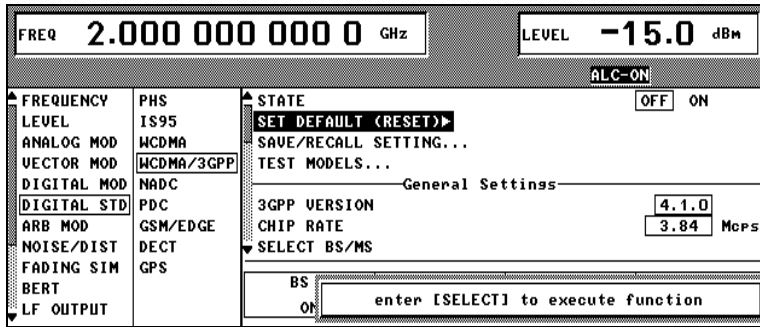 FREQ 2.000 000 000 0 GHz
LEVEL -15.0 dBm
ALC-ON
FREQUENCY
LEVEL
ANALOG MOD
VECTOR MOD
DIGITAL MOD
DIGITAL STD
ARB MOD
NOISE/DIST
FADING SIM
BERT
LF OUTPUT
PHS
IS95
WCDMA
WCDMA/3GPP
NADC
PDC
GSM/EDGE
DECT
GPS
STATE OFF ON
SET DEFAULT (RESET)
SAVE/RECALL SETTING...
TEST MODELS...
General Settings
3GPP VERSION 4.1.0
CHIP RATE 3.84 Mcps
SELECT BS/MS
BS
enter [SELECT] to execute function